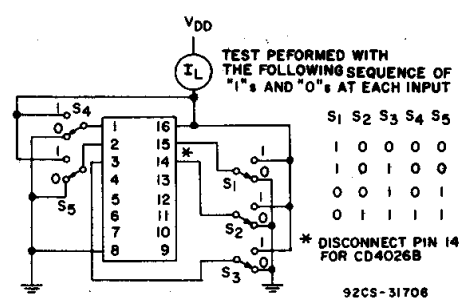 VDD
IL
TEST PEFORMED WITH
THE FOLLOWING SEQUENCE OF
"1"s AND "0"s AT EACH INPUT
S1 S2 S3 S4 S5
1 0 0 0 0
1 0 1 0 0
0 0 1 0 1
0 1 1 1 1
* DISCONNECT PIN 14
FOR CD4026B
1 S4
0
1
0
S5
1 16
2 15
3 14 *
4 13
5 12
6 11
7 10
8 9
1
S1 0
1
S2 0
1
S3 0
92CS-31706